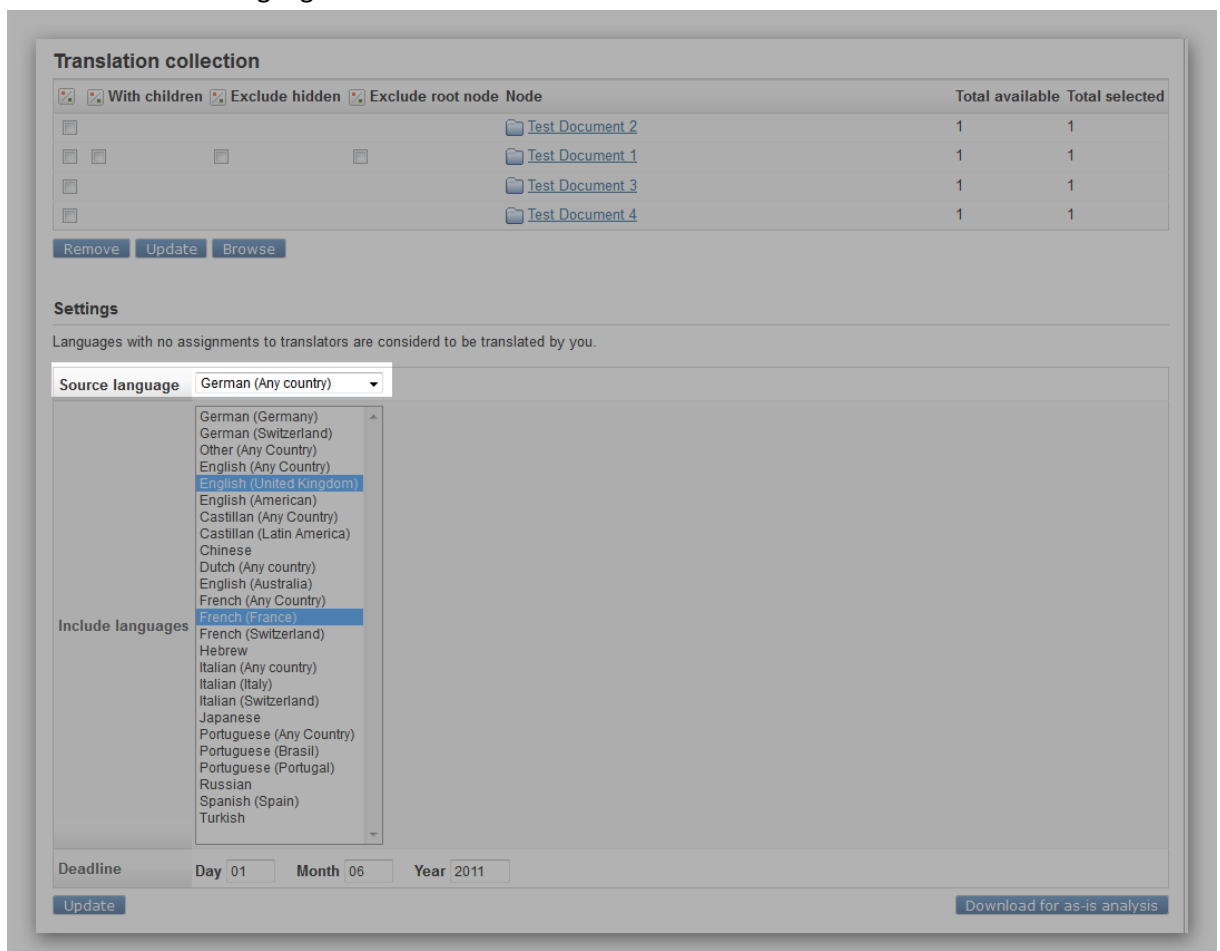 Translation collection
With children Exclude hidden Exclude root node Node Total available Total selected
Test Document 2 1 1
Test Document 1 1 1
Test Document 3 1 1
Test Document 4 1 1
Remove Update Browse
Settings
Languages with no assignments to translators are considerd to be translated by you.
Source language German (Any country)
German (Germany)
German (Switzerland)
Other (Any Country)
English (Any Country)
English (United Kingdom)
English (American)
Castillan (Any Country)
Castillan (Latin America)
Chinese
Dutch (Any country)
English (Australia)
French (Any Country)
Include languages French (France)
French (Switzerland)
Hebrew
Italian (Any country)
Italian (Italy)
Italian (Switzerland)
Japanese
Portuguese (Any Country)
Portuguese (Brasil)
Portuguese (Portugal)
Russian
Spanish (Spain)
Turkish
Deadline Day 01 Month 06 Year 2011
Update Download for as-is analysis